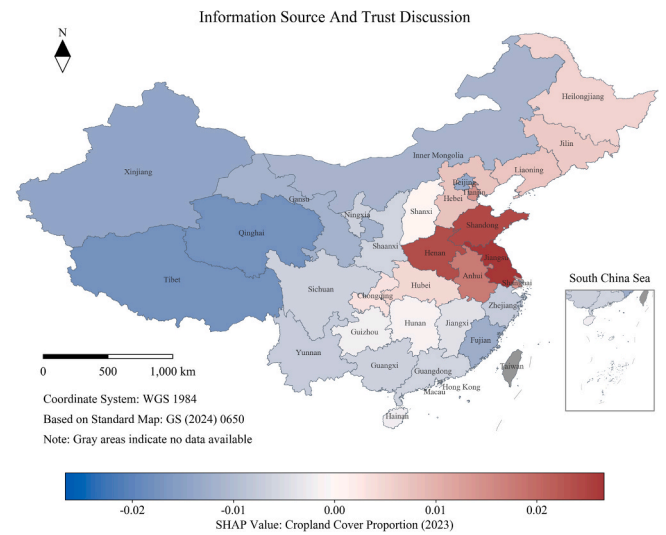 Information Source And Trust Discussion
N
Heilongjiang
Jilin
Xinjiang
Inner Mongolia
Liaoning
Beijing
Tianjin
Gansu
Hebei
Ningxia
Shanxi
Shandong
Qinghai
Shaanxi
Henan
Jiangsu
Tibet
Anhui
South China Sea
Sichuan
Hubei
Shanghai
Chongqing
Zhejiang
Guizhou
Hunan
Jiangxi
Fujian
Yunnan
Guangxi
Guangdong
Taiwan
Hong Kong
Macau
Hainan
0 500 1,000 km
Coordinate System: WGS 1984
Based on Standard Map: GS (2024) 0650
Note: Gray areas indicate no data available
-0.02 -0.01 0.00 0.01 0.02
SHAP Value: Cropland Cover Proportion (2023)